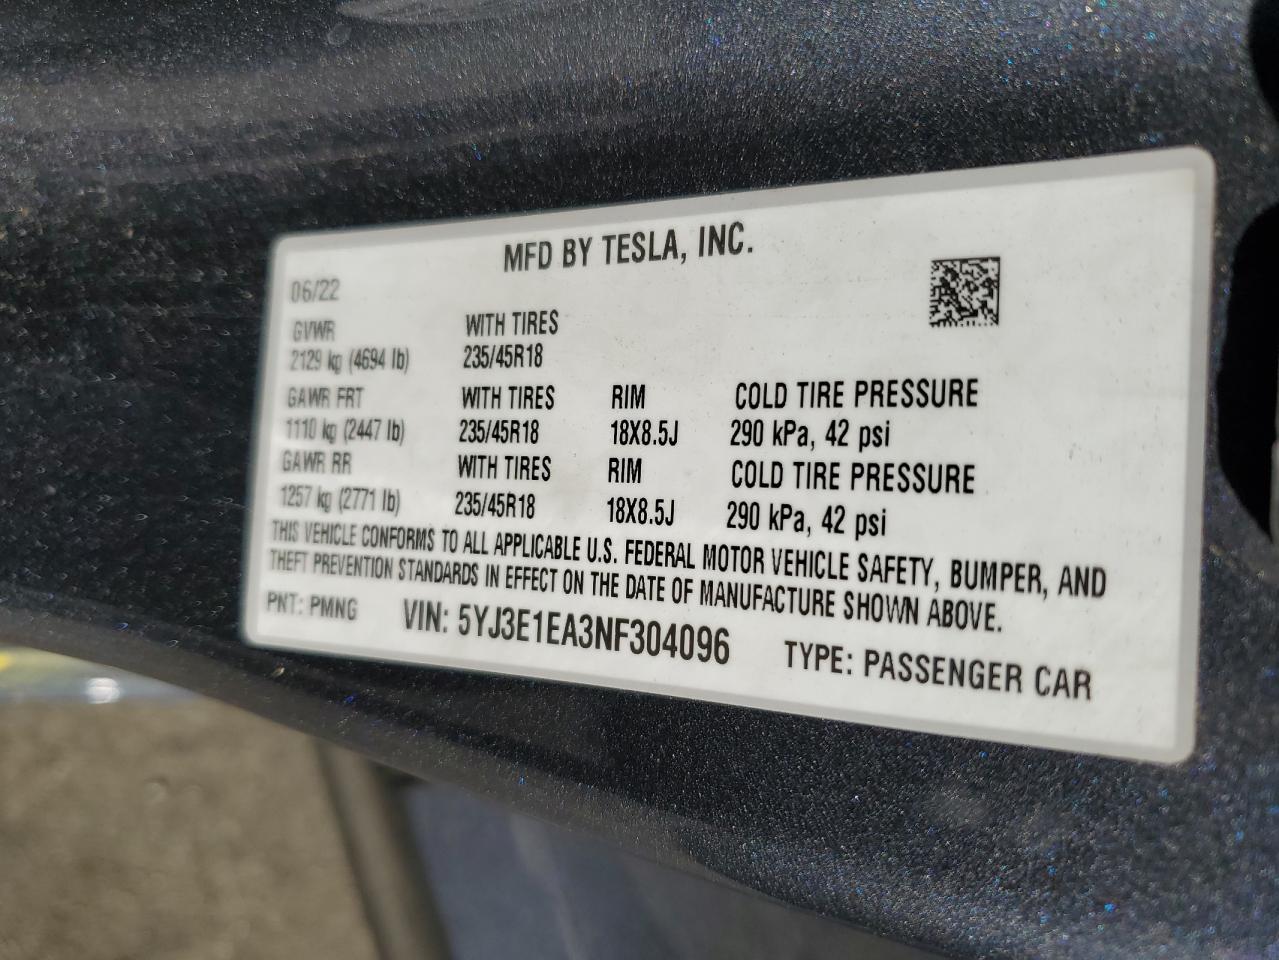 MFD BY TESLA, INC.
06/22
GVWR WITH TIRES
2129 kg (4694 lb) 235/45R18
GAWR FRT WITH TIRES RIM COLD TIRE PRESSURE
1110 kg (2447 lb) 235/45R18 18X8.5J 290 kPa, 42 psi
GAWR RR WITH TIRES RIM COLD TIRE PRESSURE
1257 kg (2771 lb) 235/45R18 18X8.5J 290 kPa, 42 psi
THIS VEHICLE CONFORMS TO ALL APPLICABLE U.S. FEDERAL MOTOR VEHICLE SAFETY, BUMPER, AND
THEFT PREVENTION STANDARDS IN EFFECT ON THE DATE OF MANUFACTURE SHOWN ABOVE.
PNT: PMNG VIN: 5YJ3E1EA3NF304096 TYPE: PASSENGER CAR